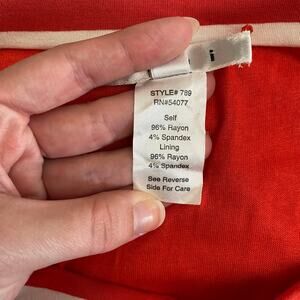 STYLE# 789
RN#54077
Self
96% Rayon
4% Spandex
Lining
96% Rayon
4% Spandex
See Reverse
Side For Care